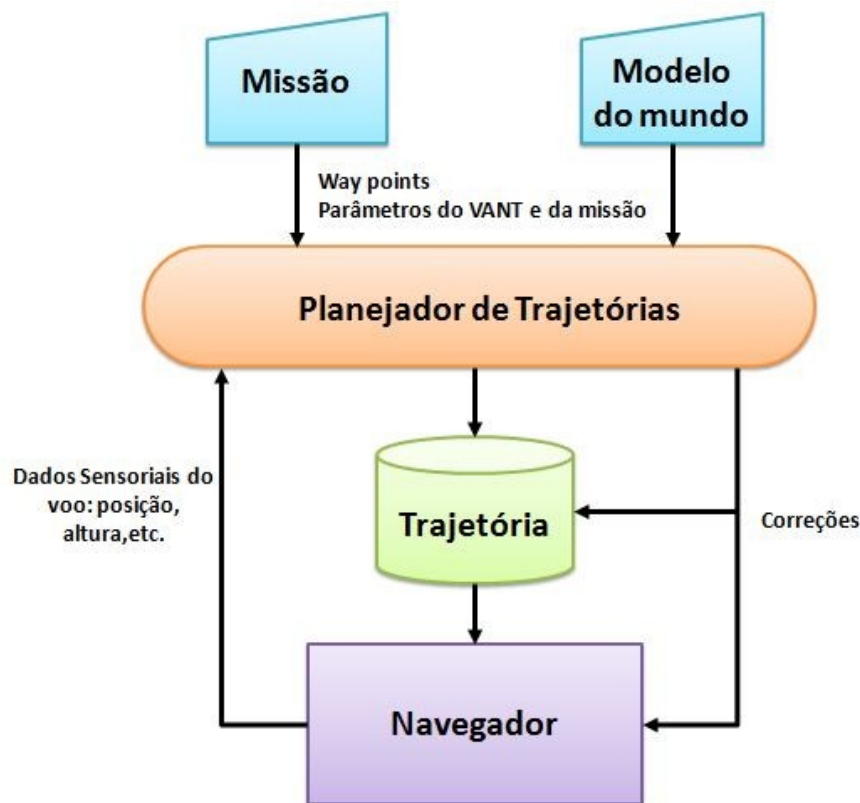 Missão
Modelo
do mundo
Way points
Parâmetros do VANT e da missão
Planejador de Trajetórias
Dados Sensoriais do
voo: posição,
altura,etc.
Trajetória
Correções
Navegador